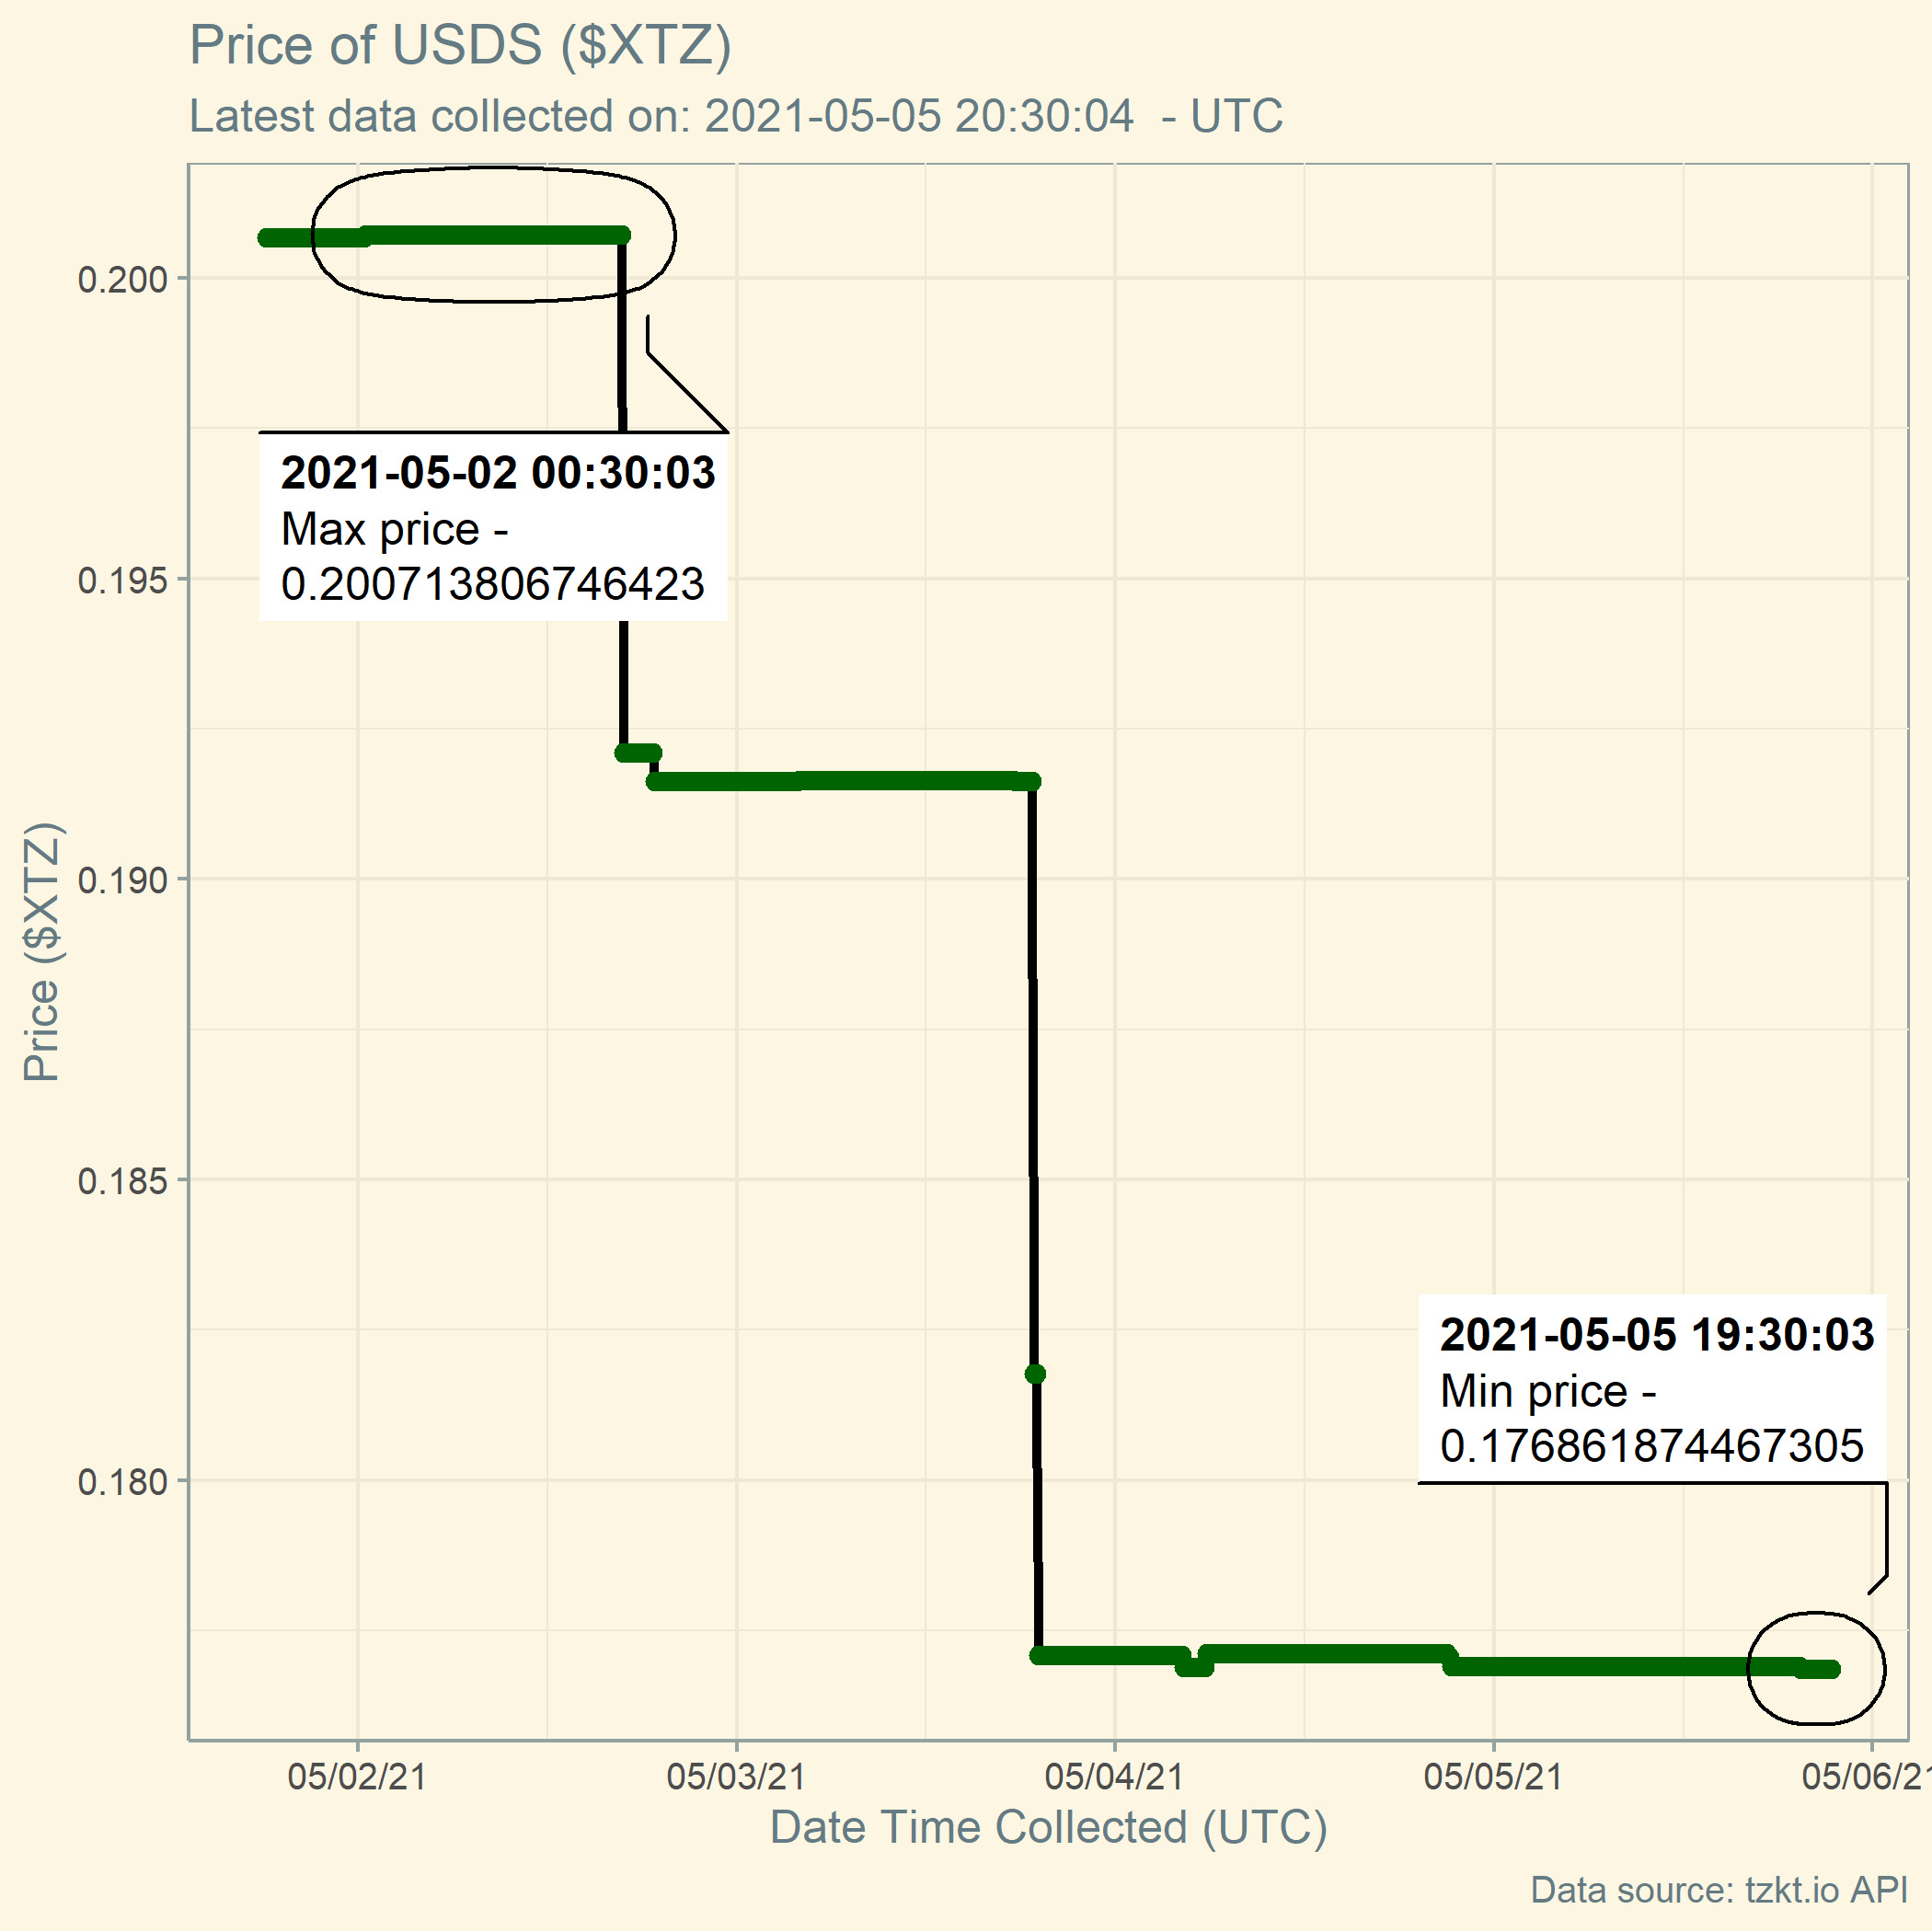 Price of USDS ($XTZ)
Latest data collected on: 2021-05-05 20:30:04 - UTC
0.200
0.195
0.190
0.185
0.180
Price ($XTZ)
2021-05-02 00:30:03
Max price -
0.200713806746423
2021-05-05 19:30:03
Min price -
0.176861874467305
05/02/21 05/03/21 05/04/21 05/05/21 05/06/21
Date Time Collected (UTC)
Data source: tzkt.io API